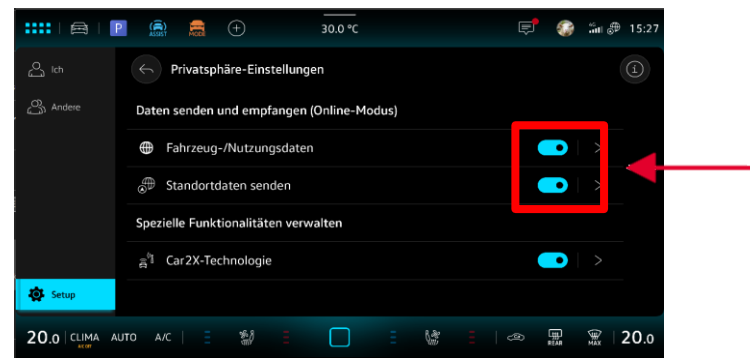 P ASSIST MODE 30.0 °C 15:27
Ich
Privatsphäre-Einstellungen
Andere
Daten senden und empfangen (Online-Modus)
Fahrzeug-/Nutzungsdaten
Standortdaten senden
Spezielle Funktionalitäten verwalten
Car2X-Technologie
Setup
20.0 CLIMA AUTO A/C REAR MAX 20.0
A/C OFF